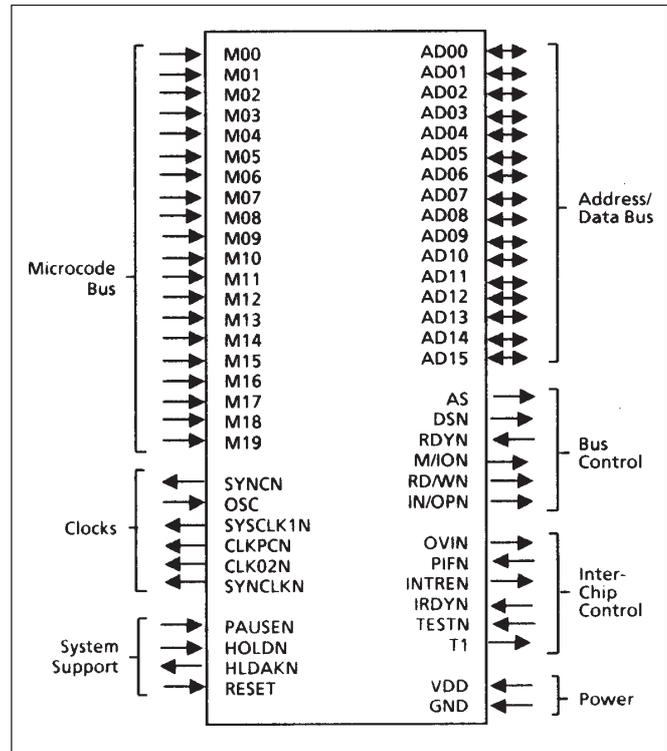 M00
M01
M02
M03
M04
M05
M06
M07
M08
M09
M10
M11
M12
M13
M14
M15
M16
M17
M18
M19
Microcode
Bus
SYNCN
OSC
SYSCLK1N
CLKPCN
CLK02N
SYNCLKN
Clocks
PAUSEN
HOLDN
HLDAKN
RESET
System
Support
AD00
AD01
AD02
AD03
AD04
AD05
AD06
AD07
AD08
AD09
AD10
AD11
AD12
AD13
AD14
AD15
Address/
Data Bus
AS
DSN
RDYN
M/ION
RD/WN
IN/OPN
Bus
Control
OVIN
PIFN
INTREN
IRDYN
TESTN
T1
Inter-
Chip
Control
VDD
GND
Power